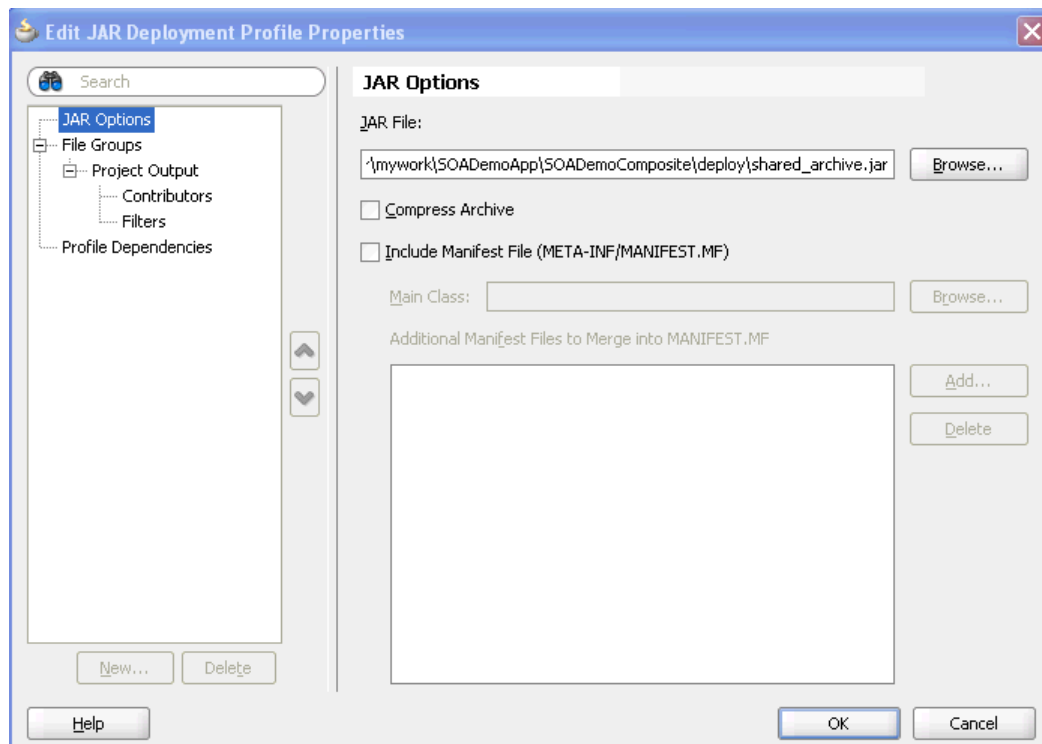 Edit JAR Deployment Profile Properties
Search
JAR Options
File Groups
Project Output
Contributors
Filters
Profile Dependencies
New...
Delete
JAR Options
JAR File:
\mywork\SOADemoApp\SOADemoComposite\deploy\shared_archive.jar
Browse...
Compress Archive
Include Manifest File (META-INF/MANIFEST.MF)
Main Class:
Browse...
Additional Manifest Files to Merge into MANIFEST.MF
Add...
Delete
Help
OK
Cancel